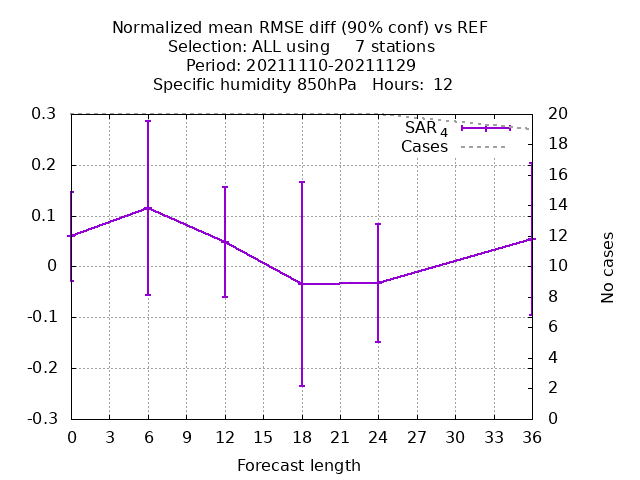 Normalized mean RMSE diff (90% conf) vs REF
Selection: ALL using     7 stations
Period: 20211110-20211129
Specific humidity 850hPa   Hours:  12
0.3
0.2
0.1
0
-0.1
-0.2
-0.3
20
18
16
14
12
10
8
6
4
2
0
SAR4
Cases
No cases
0 3 6 9 12 15 18 21 24 27 30 33 36
Forecast length